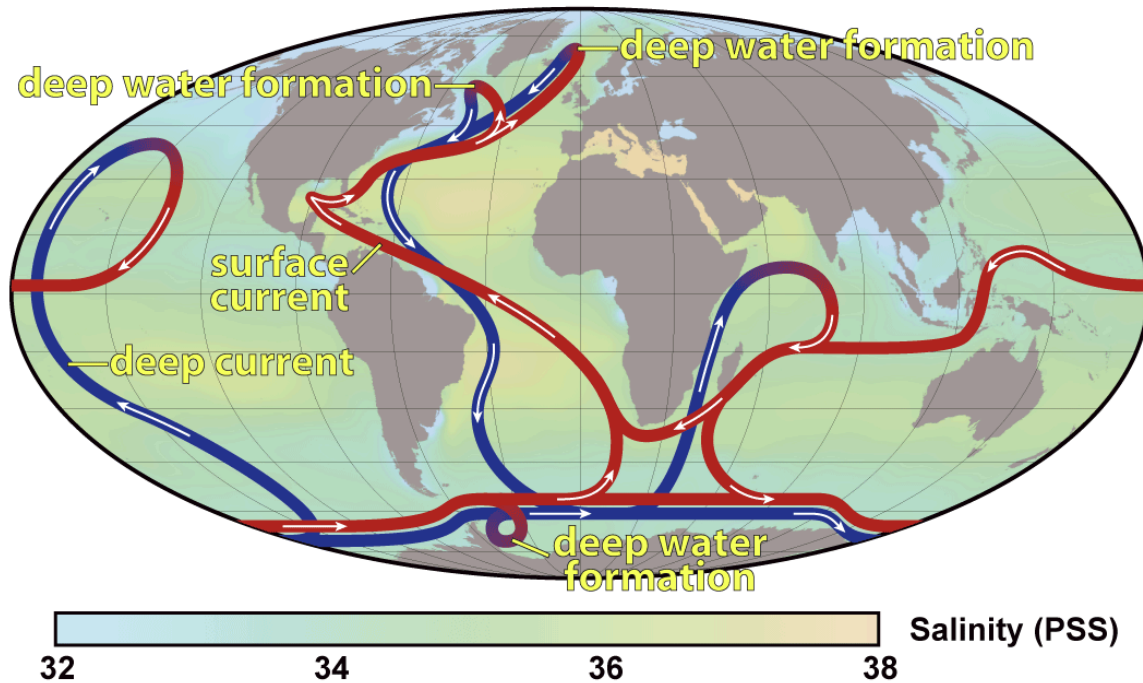 deep water formation
deep water formation
surface
current
deep current
deep water
formation
Salinity (PSS)
32 34 36 38